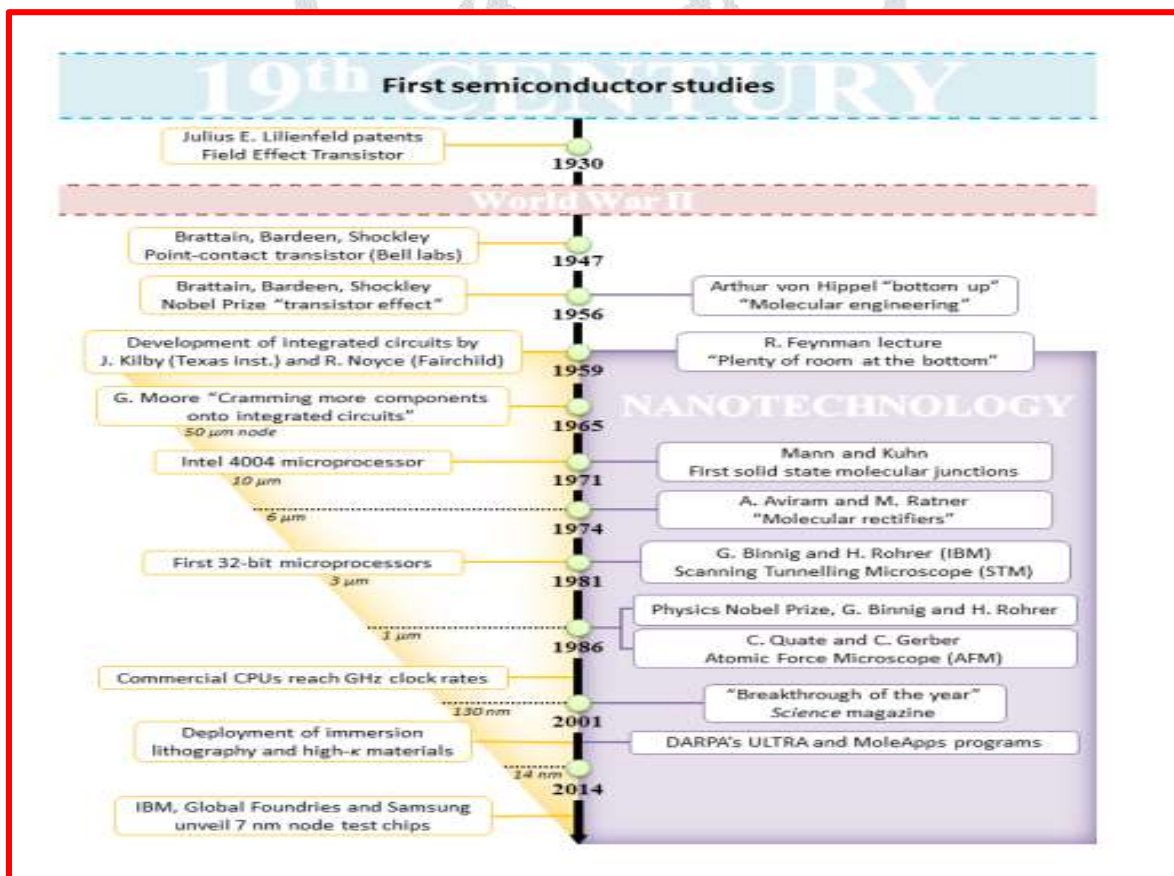 19th CENTURY
First semiconductor studies
Julius E. Lilienfeld patents
Field Effect Transistor
1930
World War II
Brattain, Bardeen, Shockley
Point-contact transistor (Bell labs)
1947
Brattain, Bardeen, Shockley
Nobel Prize “transistor effect”
Arthur von Hippel “bottom up”
“Molecular engineering”
1956
Development of integrated circuits by
J. Kilby (Texas Inst.) and R. Noyce (Fairchild)
R. Feynman lecture
“Plenty of room at the bottom”
1959
NANOTECHNOLOGY
G. Moore “Cramming more components
onto integrated circuits”
1965
50 μm node
Intel 4004 microprocessor
Mann and Kuhn
First solid state molecular junctions
1971
10 μm
A. Aviram and M. Ratner
“Molecular rectifiers”
6 μm
1974
First 32-bit microprocessors
G. Binnig and H. Rohrer (IBM)
Scanning Tunnelling Microscope (STM)
1981
3 μm
Physics Nobel Prize, G. Binnig and H. Rohrer
C. Quate and C. Gerber
Atomic Force Microscope (AFM)
1 μm
1986
Commercial CPUs reach GHz clock rates
“Breakthrough of the year”
Science magazine
130 nm
2001
Deployment of immersion
lithography and high-κ materials
DARPA’s ULTRA and MoleApps programs
14 nm
2014
IBM, Global Foundries and Samsung
unveil 7 nm node test chips